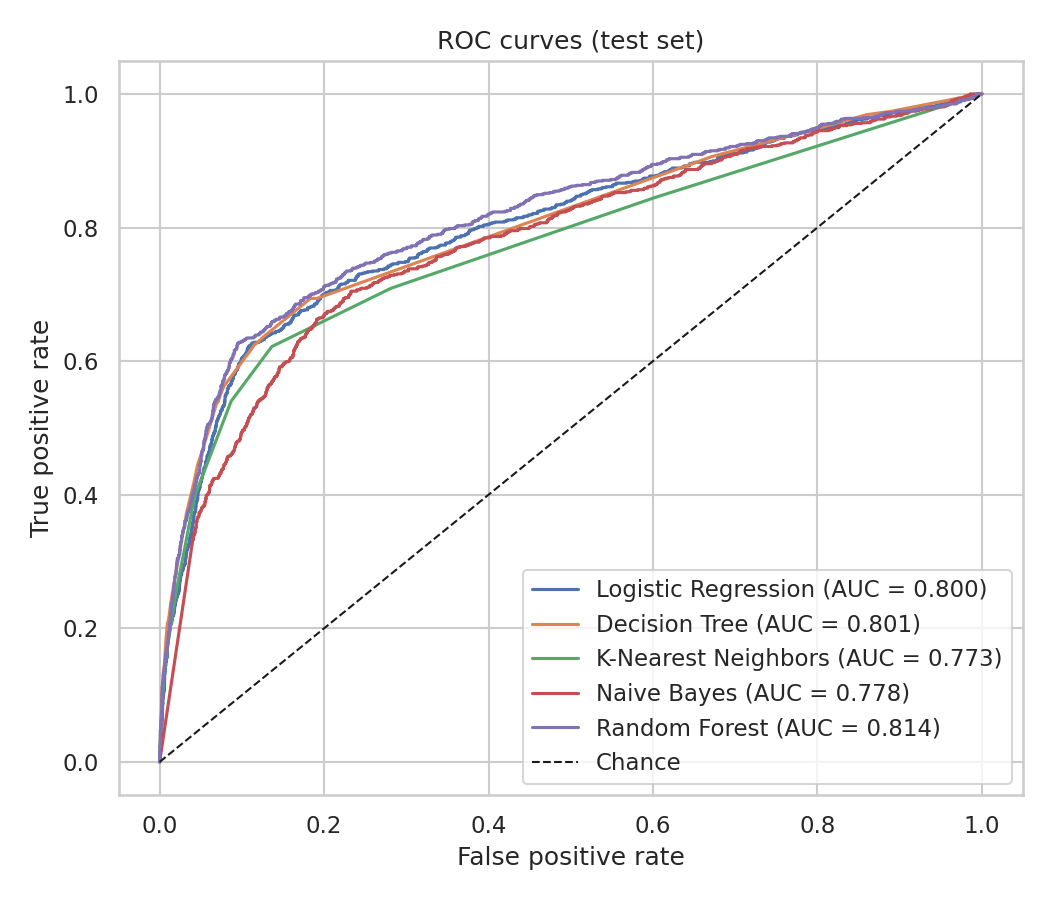 ROC curves (test set)
True positive rate
1.0
0.8
0.6
0.4
0.2
0.0
Logistic Regression (AUC = 0.800)
Decision Tree (AUC = 0.801)
K-Nearest Neighbors (AUC = 0.773)
Naive Bayes (AUC = 0.778)
Random Forest (AUC = 0.814)
Chance
0.0 0.2 0.4 0.6 0.8 1.0
False positive rate